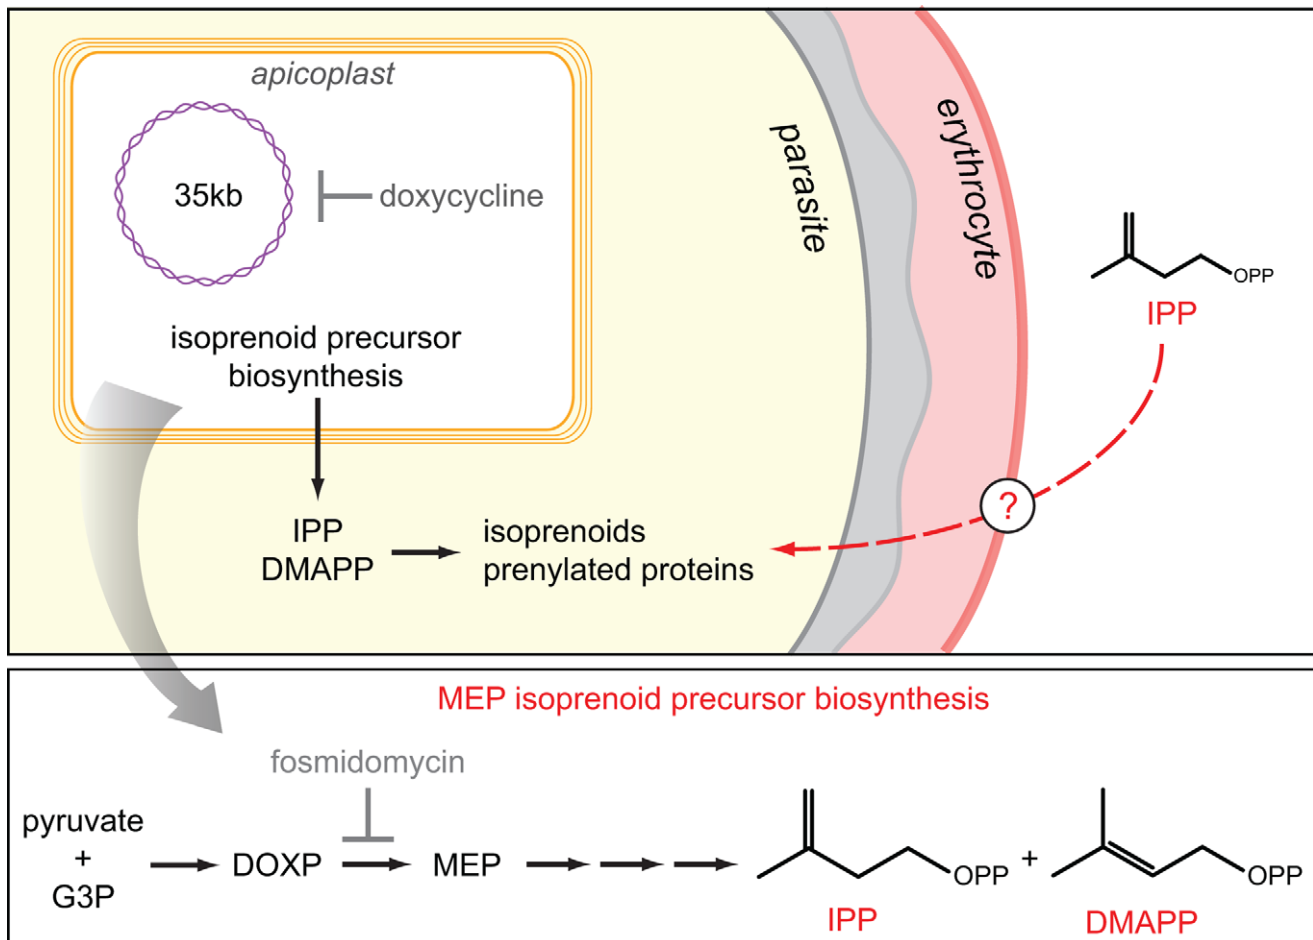 apicoplast
35kb
doxycycline
isoprenoid precursor
biosynthesis
IPP
DMAPP
isoprenoids
prenylated proteins
parasite
erythrocyte
OPP
IPP
?
MEP isoprenoid precursor biosynthesis
fosmidomycin
pyruvate
+
G3P
DOXP
MEP
OPP
IPP
+
OPP
DMAPP